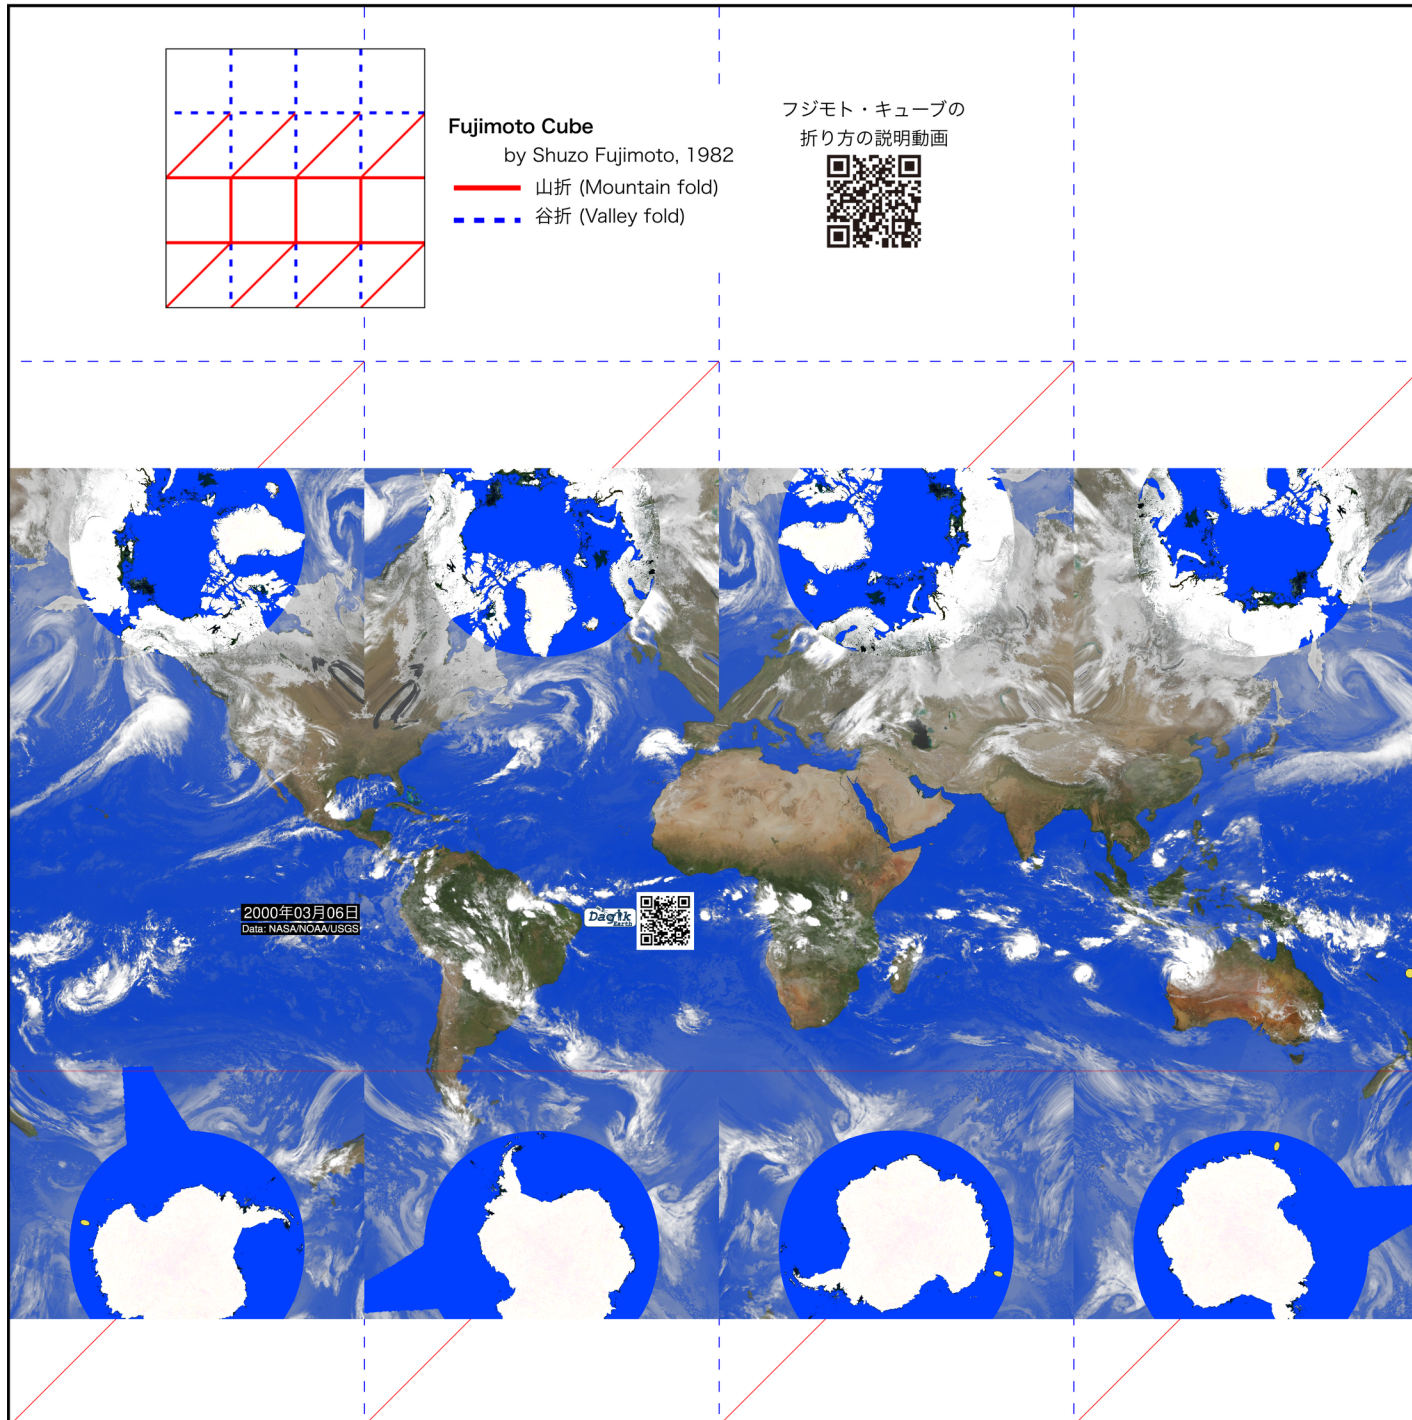 Fujimoto Cube
by Shuzo Fujimoto, 1982
山折 (Mountain fold)
谷折 (Valley fold)
フジモト・キューブの
折り方の説明動画
2000年03月06日
Data: NASA/NOAA/USGS
Dagik
Earth